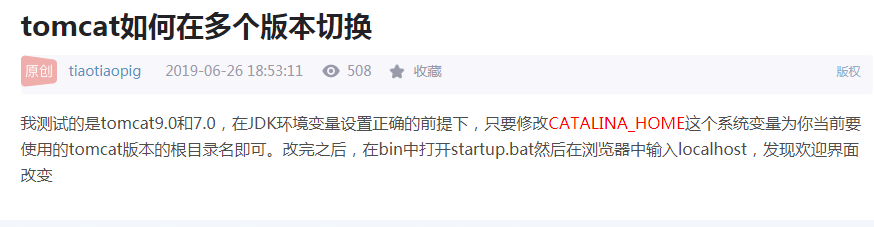 tomcat如何在多个版本切换
原创 tiaotiaopig 2019-06-26 18:53:11 508 收藏 版权
我测试的是tomcat9.0和7.0，在JDK环境变量设置正确的前提下，只要修改CATALINA_HOME这个系统变量为你当前要
使用的tomcat版本的根目录名即可。改完之后，在bin中打开startup.bat然后在浏览器中输入localhost，发现欢迎界面
改变